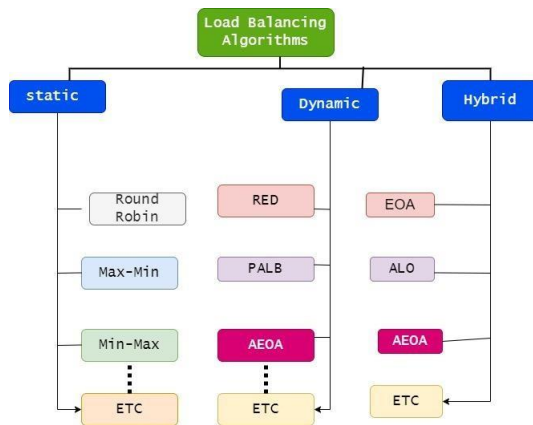 Load Balancing
Algorithms
static
Dynamic
Hybrid
Round
Robin
RED
EOA
Max-Min
PALB
ALO
Min-Max
AEOA
AEOA
ETC
ETC
ETC